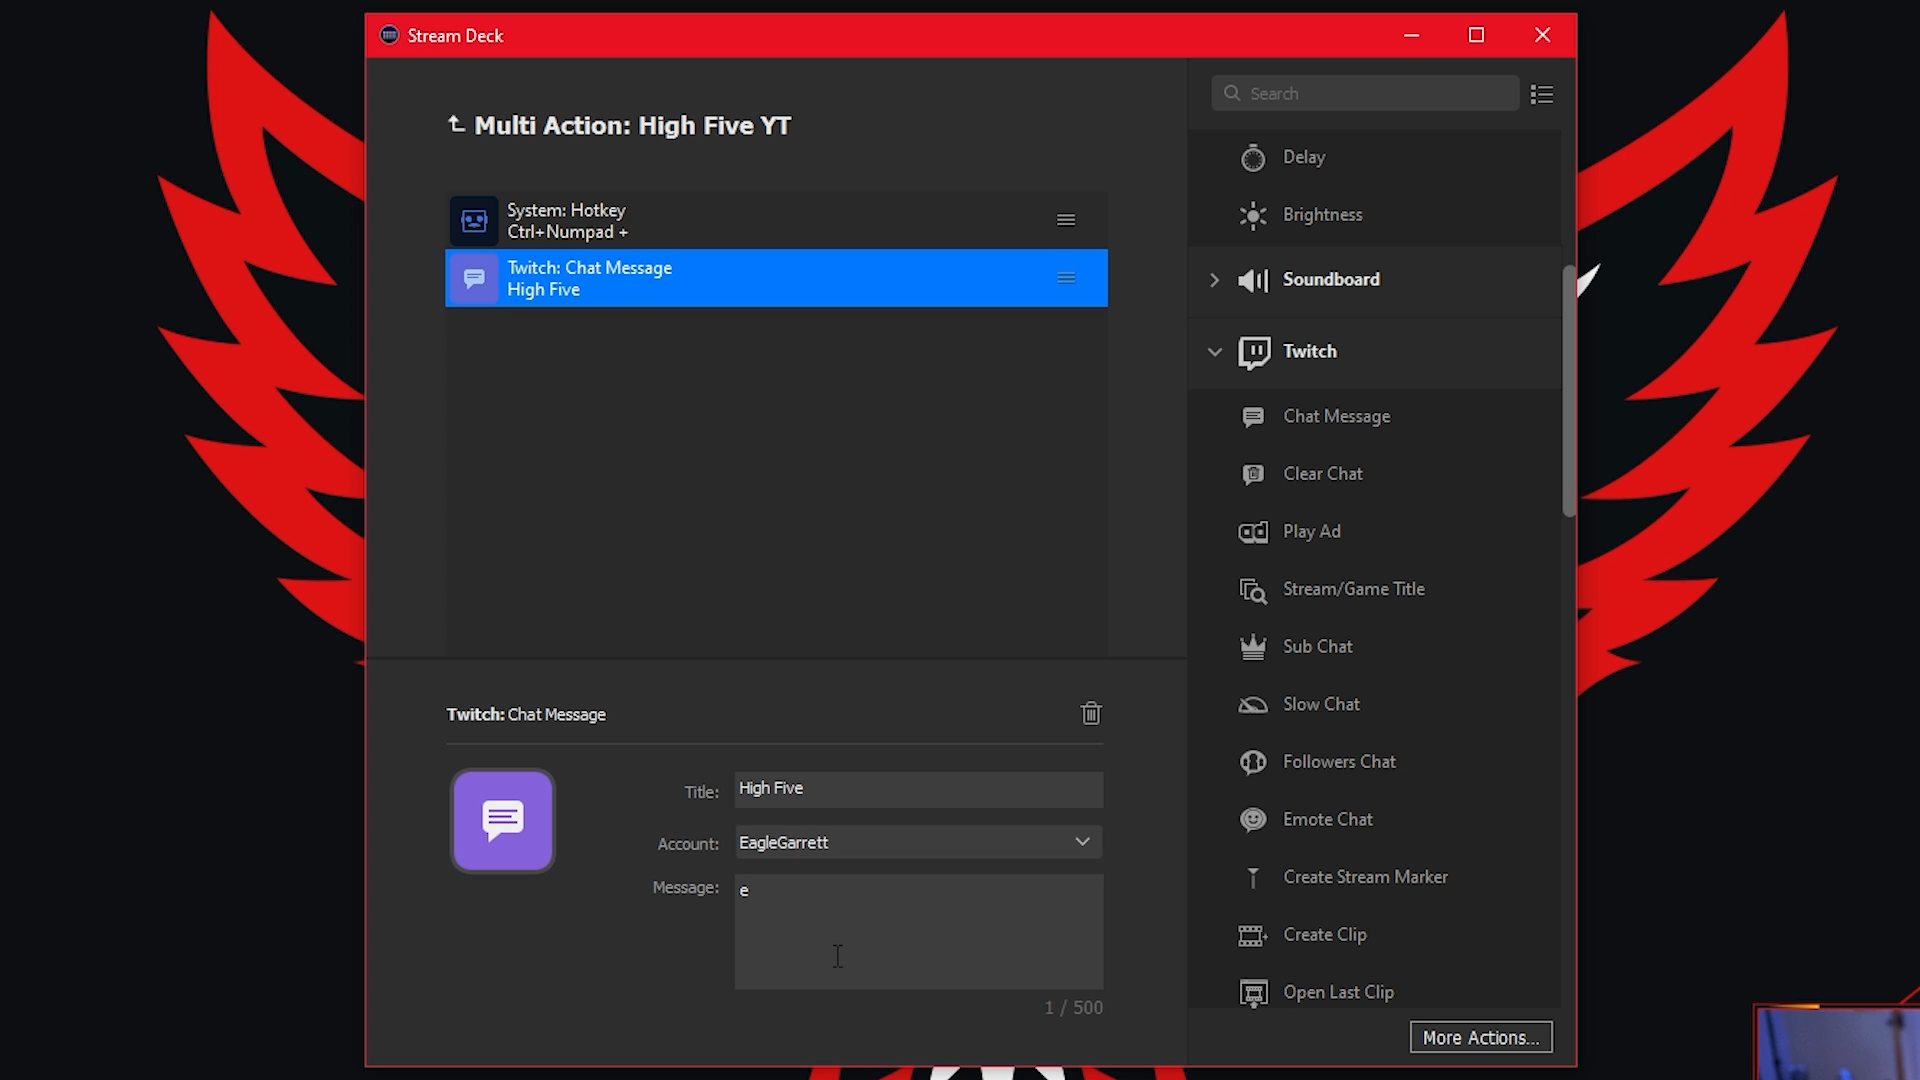 Stream Deck
Multi Action: High Five YT
System: Hotkey
Ctrl+Numpad +
Twitch: Chat Message
High Five
Twitch: Chat Message
Title: High Five
Account: EagleGarrett
Message: e
1 / 500
Search
Delay
Brightness
Soundboard
Twitch
Chat Message
Clear Chat
Play Ad
Stream/Game Title
Sub Chat
Slow Chat
Followers Chat
Emote Chat
Create Stream Marker
Create Clip
Open Last Clip
More Actions...